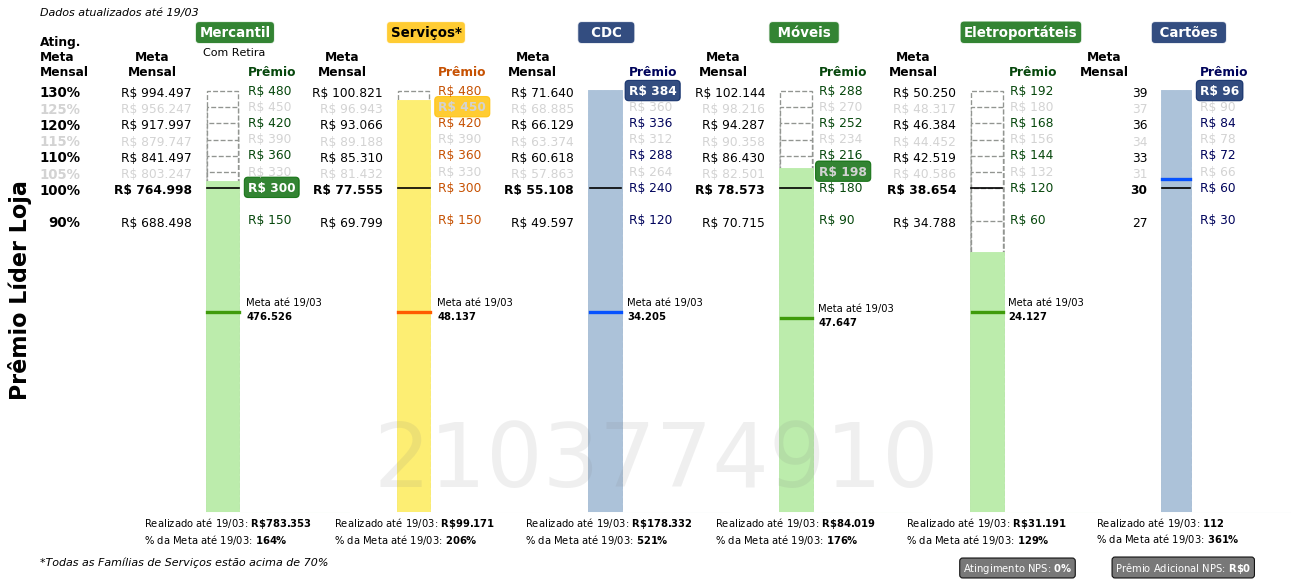 Dados atualizados até 19/03
Mercantil Serviços* CDC Móveis Eletroportáteis Cartões
Com Retira
Ating. Meta Mensal Meta Mensal Prêmio Meta Mensal Prêmio Meta Mensal Prêmio Meta Mensal Prêmio Meta Mensal Prêmio Meta Mensal Prêmio
130% R$ 994.497 R$ 480 R$ 100.821 R$ 480 R$ 71.640 R$ 384 R$ 102.144 R$ 288 R$ 50.250 R$ 192 39 R$ 96
125% R$ 956.247 R$ 450 R$ 96.943 R$ 450 R$ 68.885 R$ 360 R$ 98.216 R$ 270 R$ 48.317 R$ 180 37 R$ 90
120% R$ 917.997 R$ 420 R$ 93.066 R$ 420 R$ 66.129 R$ 336 R$ 94.287 R$ 252 R$ 46.384 R$ 168 36 R$ 84
115% R$ 879.747 R$ 390 R$ 89.188 R$ 390 R$ 63.374 R$ 312 R$ 90.358 R$ 234 R$ 44.452 R$ 156 34 R$ 78
110% R$ 841.497 R$ 360 R$ 85.310 R$ 360 R$ 60.618 R$ 288 R$ 86.430 R$ 216 R$ 42.519 R$ 144 33 R$ 72
105% R$ 803.247 R$ 330 R$ 81.432 R$ 330 R$ 57.863 R$ 264 R$ 82.501 R$ 198 R$ 40.586 R$ 132 31 R$ 66
100% R$ 764.998 R$ 300 R$ 77.555 R$ 300 R$ 55.108 R$ 240 R$ 78.573 R$ 180 R$ 38.654 R$ 120 30 R$ 60
90% R$ 688.498 R$ 150 R$ 69.799 R$ 150 R$ 49.597 R$ 120 R$ 70.715 R$ 90 R$ 34.788 R$ 60 27 R$ 30
Prêmio Líder Loja
Meta até 19/03 Meta até 19/03 Meta até 19/03 Meta até 19/03 Meta até 19/03
476.526 48.137 34.205 47.647 24.127
2103774910
Realizado até 19/03: R$783.353 Realizado até 19/03: R$99.171 Realizado até 19/03: R$178.332 Realizado até 19/03: R$84.019 Realizado até 19/03: R$31.191 Realizado até 19/03: 112
% da Meta até 19/03: 164% % da Meta até 19/03: 206% % da Meta até 19/03: 521% % da Meta até 19/03: 176% % da Meta até 19/03: 129% % da Meta até 19/03: 361%
*Todas as Famílias de Serviços estão acima de 70% Atingimento NPS: 0% Prêmio Adicional NPS: R$0